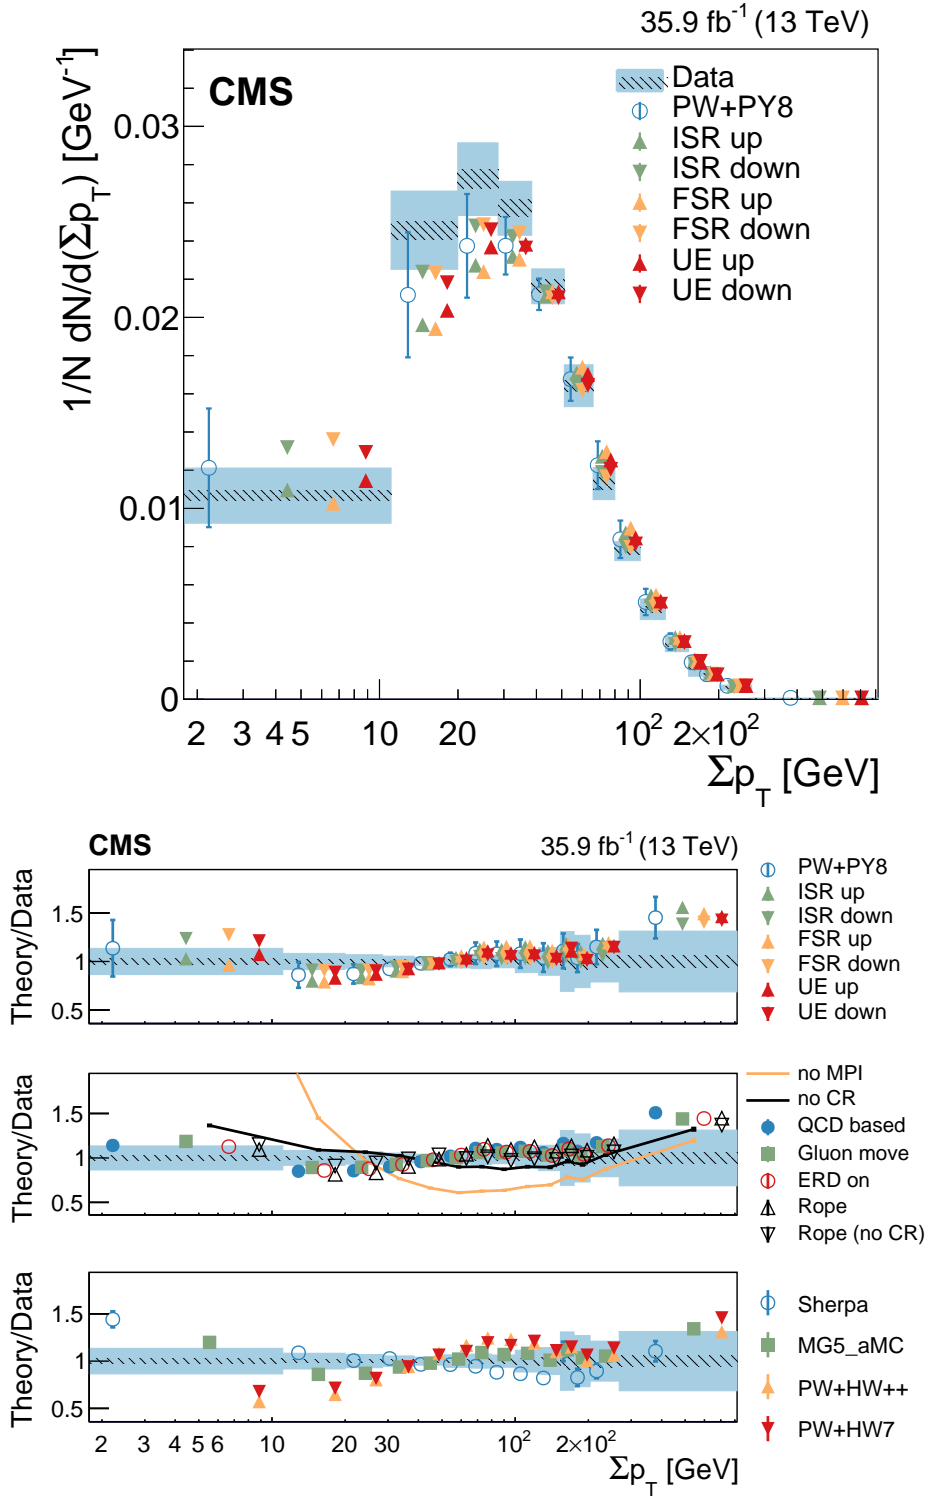 35.9 fb⁻¹ (13 TeV)
CMS
Data
PW+PY8
ISR up
ISR down
FSR up
FSR down
UE up
UE down
1/N dN/d(Σp_T) [GeV⁻¹]
0.03
0.02
0.01
0
2 3 4 5 10 20 10² 2×10²
Σp_T [GeV]
CMS 35.9 fb⁻¹ (13 TeV)
Theory/Data
1.5
1
0.5
PW+PY8
ISR up
ISR down
FSR up
FSR down
UE up
UE down
Theory/Data
1.5
1
0.5
no MPI
no CR
QCD based
Gluon move
ERD on
Rope
Rope (no CR)
Theory/Data
1.5
1
0.5
Sherpa
MG5_aMC
PW+HW++
PW+HW7
2 3 4 5 6 10 20 30 10² 2×10²
Σp_T [GeV]